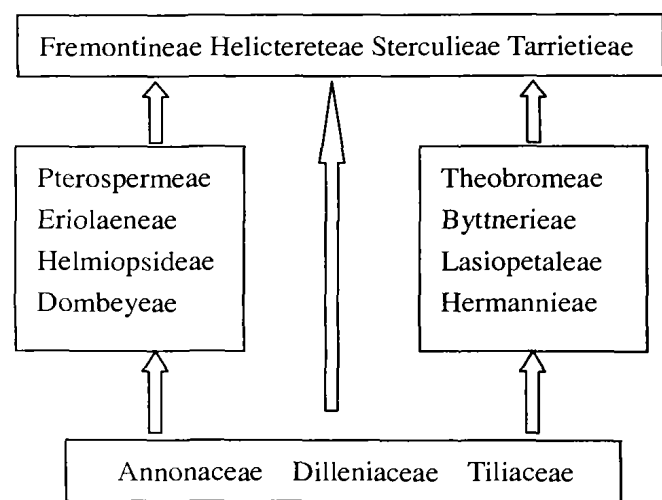 Fremontineae Helictereteae Sterculieae Tarrietieae
Pterospermeae
Eriolaeneae
Helmiopsideae
Dombeyeae
Theobromeae
Byttnerieae
Lasiopetaleae
Hermannieae
Annonaceae Dilleniaceae Tiliaceae